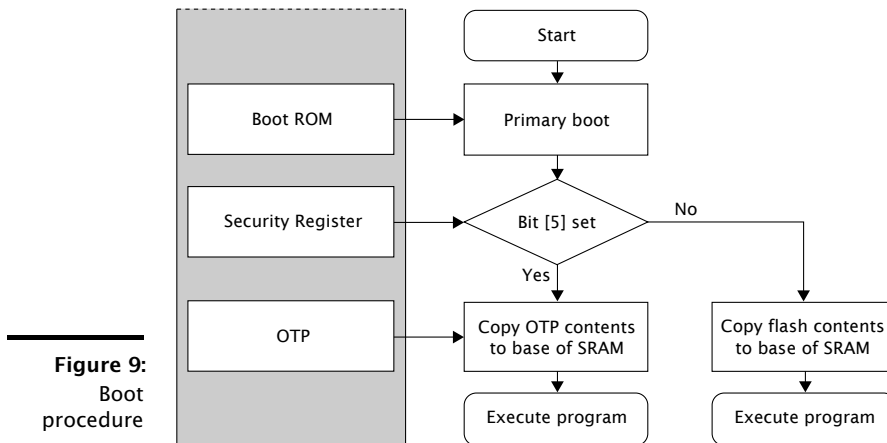 Start
Boot ROM
Primary boot
Security Register
Bit [5] set
No
Yes
OTP
Copy OTP contents
to base of SRAM
Copy flash contents
to base of SRAM
Execute program
Execute program
Figure 9:
Boot
procedure